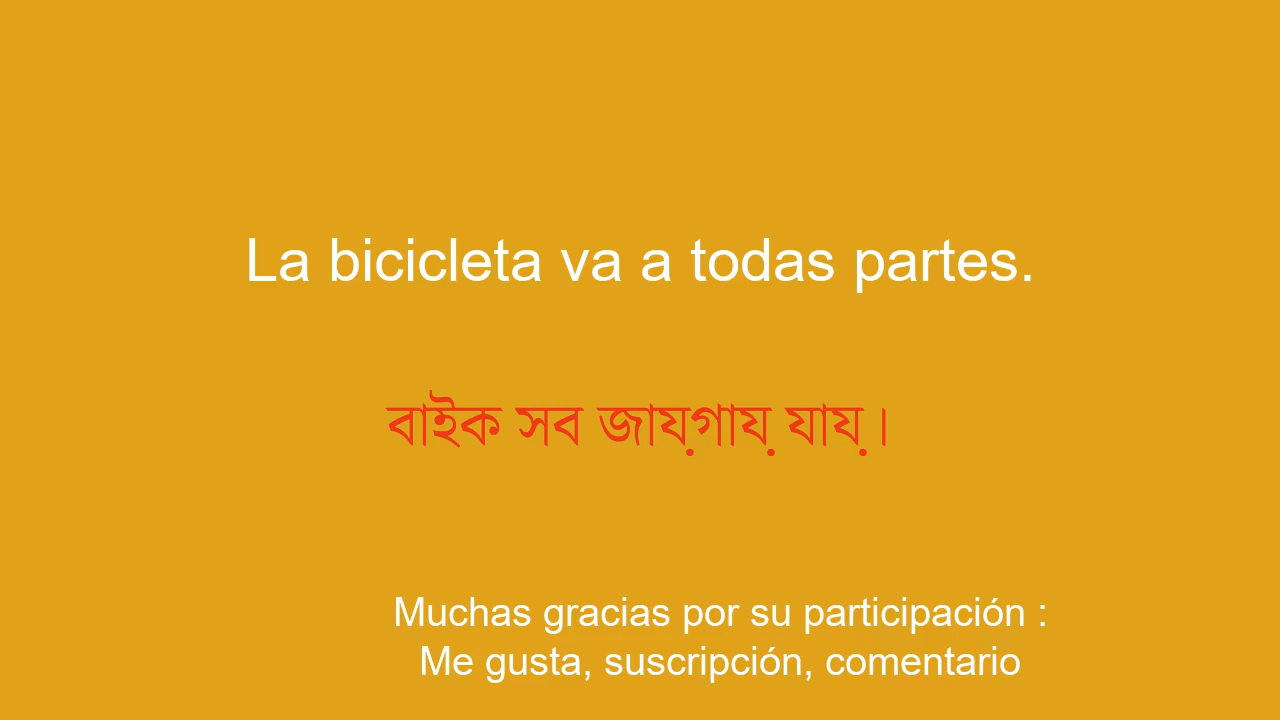 La bicicleta va a todas partes.
বাইক সব জায়গায় যায়।
Muchas gracias por su participación :
Me gusta, suscripción, comentario